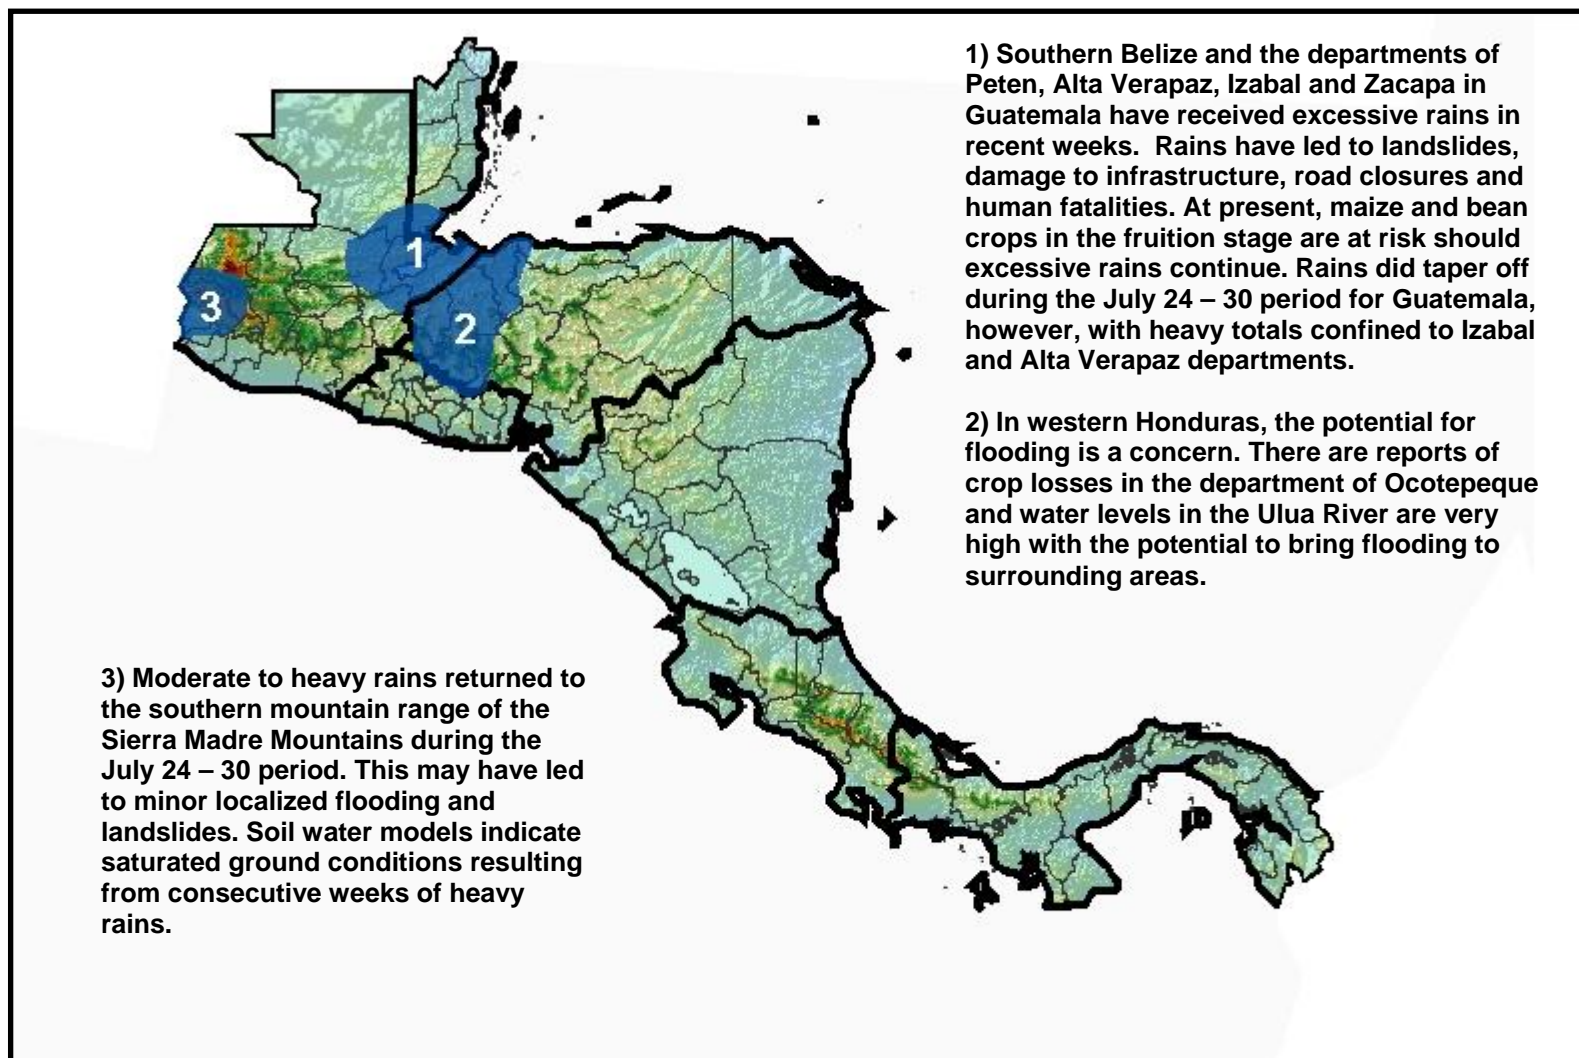 1) Southern Belize and the departments of
Peten, Alta Verapaz, Izabal and Zacapa in
Guatemala have received excessive rains in
recent weeks.  Rains have led to landslides,
damage to infrastructure, road closures and
human fatalities. At present, maize and bean
crops in the fruition stage are at risk should
excessive rains continue. Rains did taper off
during the July 24 – 30 period for Guatemala,
however, with heavy totals confined to Izabal
and Alta Verapaz departments.
2) In western Honduras, the potential for
flooding is a concern. There are reports of
crop losses in the department of Ocotepeque
and water levels in the Ulua River are very
high with the potential to bring flooding to
surrounding areas.
3) Moderate to heavy rains returned to
the southern mountain range of the
Sierra Madre Mountains during the
July 24 – 30 period. This may have led
to minor localized flooding and
landslides. Soil water models indicate
saturated ground conditions resulting
from consecutive weeks of heavy
rains.
1
2
3